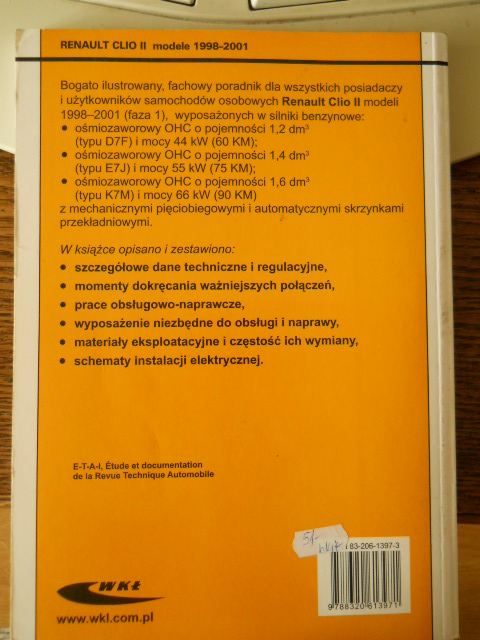 RENAULT CLIO II modele 1998-2001
Bogato ilustrowany, fachowy poradnik dla wszystkich posiadaczy
i użytkowników samochodów osobowych Renault Clio II modeli
1998–2001 (faza 1), wyposażonych w silniki benzynowe:
• ośmiozaworowy OHC o pojemności 1,2 dm³
(typu D7F) i mocy 44 kW (60 KM);
• ośmiozaworowy OHC o pojemności 1,4 dm³
(typu E7J) i mocy 55 kW (75 KM);
• ośmiozaworowy OHC o pojemności 1,6 dm³
(typu K7M) i mocy 66 kW (90 KM)
z mechanicznymi pięciobiegowymi i automatycznymi skrzynkami
przekładniowymi.
W książce opisano i zestawiono:
• szczegółowe dane techniczne i regulacyjne,
• momenty dokręcania ważniejszych połączeń,
• prace obsługowo-naprawcze,
• wyposażenie niezbędne do obsługi i naprawy,
• materiały eksploatacyjne i częstość ich wymiany,
• schematy instalacji elektrycznej.
E-T-A-I, Étude et documentation
de la Revue Technique Automobile
51,-
83-206-1397-3
9788320613971
WKŁ
www.wkl.com.pl